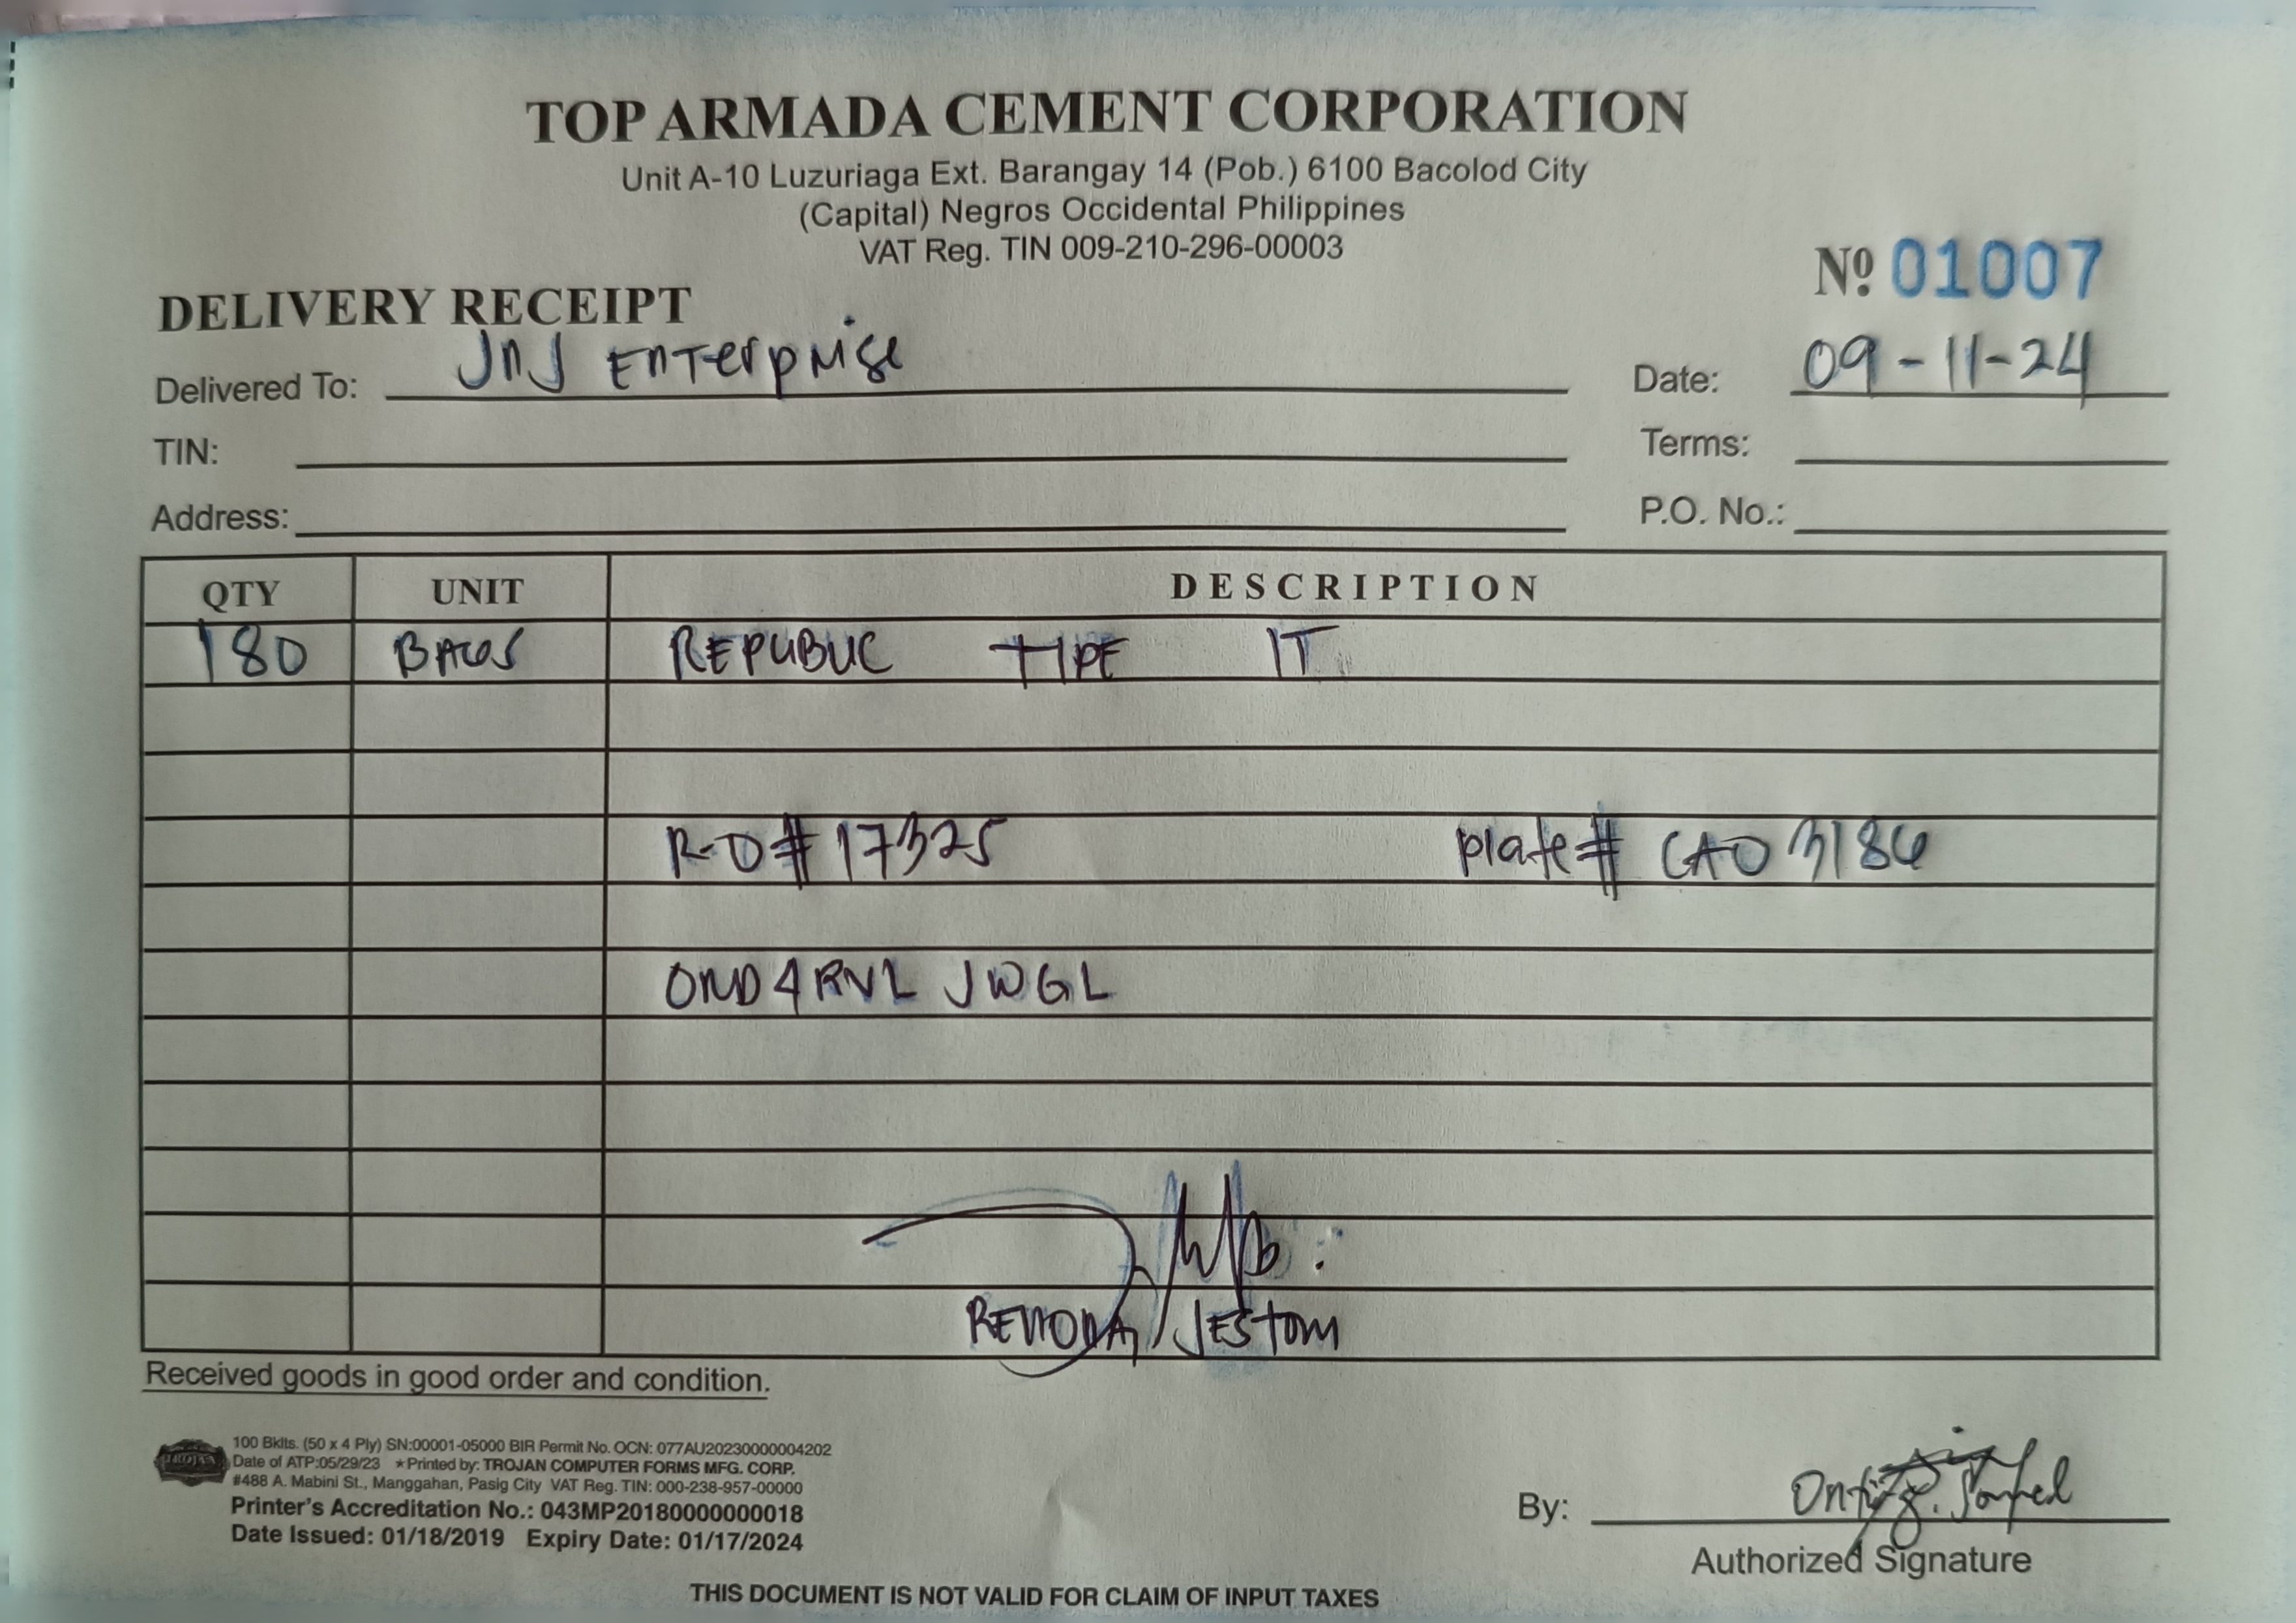 TOP ARMADA CEMENT CORPORATION
Unit A-10 Luzuriaga Ext. Barangay 14 (Pob.) 6100 Bacolod City
(Capital) Negros Occidental Philippines
VAT Reg. TIN 009-210-296-00003
№ 01007
DELIVERY RECEIPT
Delivered To: JnJ Enterprise Date: 09-11-24
TIN: Terms:
Address: P.O. No.:
QTY UNIT DESCRIPTION
180 BAGS REPUBLIC TYPE 1T
R-O# 17325 plate# CAO 3186
OMD4RVL JWGL
JESTOM
Received goods in good order and condition.
TROJAN
100 Bklts. (50 x 4 Ply) SN:00001-05000 BIR Permit No. OCN: 077AU20230000004202
Date of ATP:05/29/23 ★Printed by: TROJAN COMPUTER FORMS MFG. CORP.
#488 A. Mabini St., Manggahan, Pasig City VAT Reg. TIN: 000-238-957-00000
Printer's Accreditation No.: 043MP20180000000018
Date Issued: 01/18/2019 Expiry Date: 01/17/2024
By:
Authorized Signature
THIS DOCUMENT IS NOT VALID FOR CLAIM OF INPUT TAXES